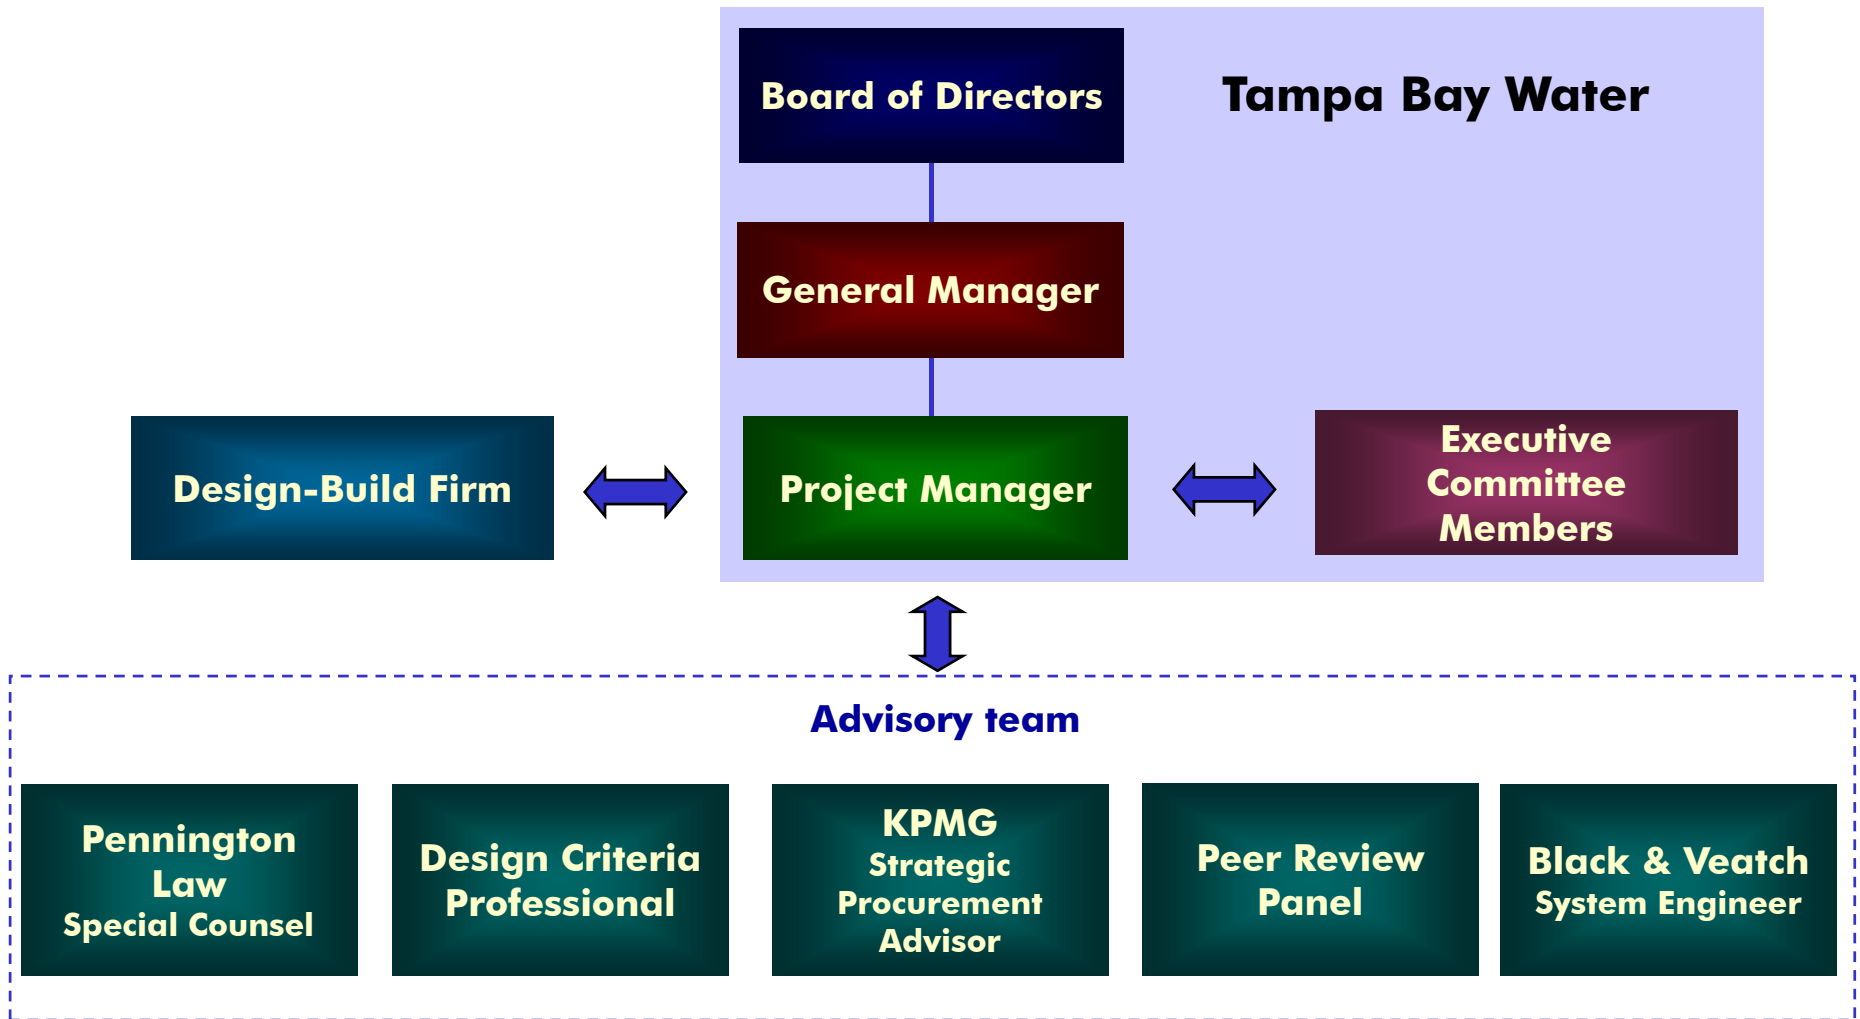 Board of Directors
Tampa Bay Water
General Manager
Design-Build Firm
Project Manager
Executive
Committee
Members
Advisory team
Pennington
Law
Special Counsel
Design Criteria
Professional
KPMG
Strategic
Procurement
Advisor
Peer Review
Panel
Black & Veatch
System Engineer